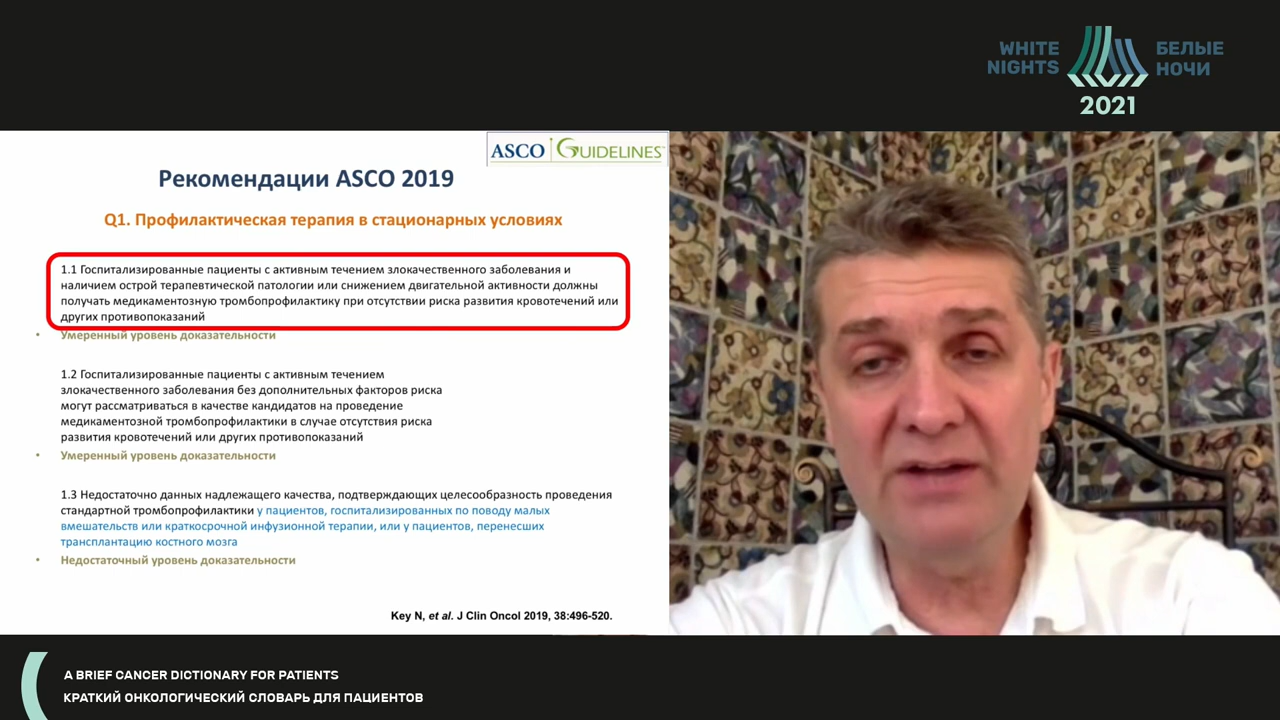 WHITE
NIGHTS
БЕЛЫЕ
НОЧИ
2021
ASCO GUIDELINES
Рекомендации ASCO 2019
Q1. Профилактическая терапия в стационарных условиях
1.1 Госпитализированные пациенты с активным течением злокачественного заболевания и
наличием острой терапевтической патологии или снижением двигательной активности должны
получать медикаментозную тромбопрофилактику при отсутствии риска развития кровотечений или
других противопоказаний
• Умеренный уровень доказательности
1.2 Госпитализированные пациенты с активным течением
злокачественного заболевания без дополнительных факторов риска
могут рассматриваться в качестве кандидатов на проведение
медикаментозной тромбопрофилактики в случае отсутствия риска
развития кровотечений или других противопоказаний
• Умеренный уровень доказательности
1.3 Недостаточно данных надлежащего качества, подтверждающих целесообразность проведения
стандартной тромбопрофилактики у пациентов, госпитализированных по поводу малых
вмешательств или краткосрочной инфузионной терапии, или у пациентов, перенесших
трансплантацию костного мозга
• Недостаточный уровень доказательности
Key N, et al. J Clin Oncol 2019, 38:496-520.
A BRIEF CANCER DICTIONARY FOR PATIENTS
КРАТКИЙ ОНКОЛОГИЧЕСКИЙ СЛОВАРЬ ДЛЯ ПАЦИЕНТОВ